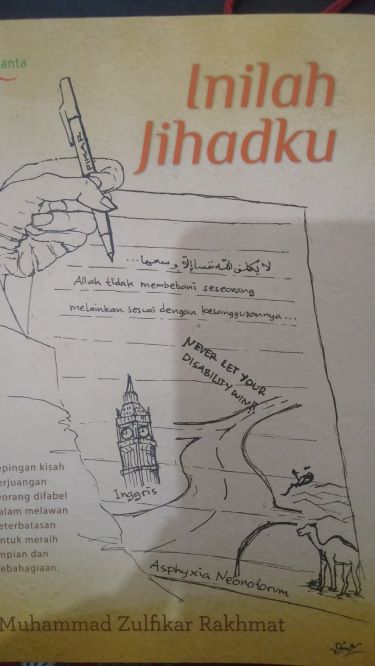 anta
Inilah
Jihadku
لا يكلف الله نفسا إلا وسعها...
Allah tidak membebani seseorang
melainkan sesuai dengan kesanggupannya...
NEVER LET YOUR
DISABILITY WIN!!
Inggris
قطر
Asphyxia Neonotorum
epingan kisah
erjuangan
eorang difabel
alam melawan
eterbatasan
ntuk meraih
mpian dan
ebahagiaan.
Muhammad Zulfikar Rakhmat